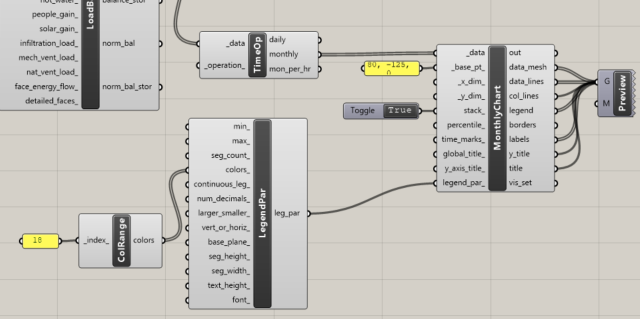 hot_water_ balance_stor
people_gain_
solar_gain_
infiltration_load_ norm_bal
mech_vent_load_
nat_vent_load_
face_energy_flow_ norm_bal_stor
detailed_faces_
LoadB
_data daily
monthly
_operation_ mon_per_hr
TimeOp
80, -125,
0
Toggle True
_data out
_base_pt_ data_mesh
_x_dim_ data_lines
_y_dim_ col_lines
stack_ legend
percentile_ borders
time_marks_ labels
global_title_ y_title
y_axis_title_ title
legend_par_ vis_set
MonthlyChart
G
M
Preview
min_
max_
seg_count_
colors_
continuous_leg_
num_decimals_
larger_smaller_ leg_par
vert_or_horiz_
base_plane_
seg_height_
seg_width_
text_height_
font_
LegendPar
18
_index_ colors
ColRange